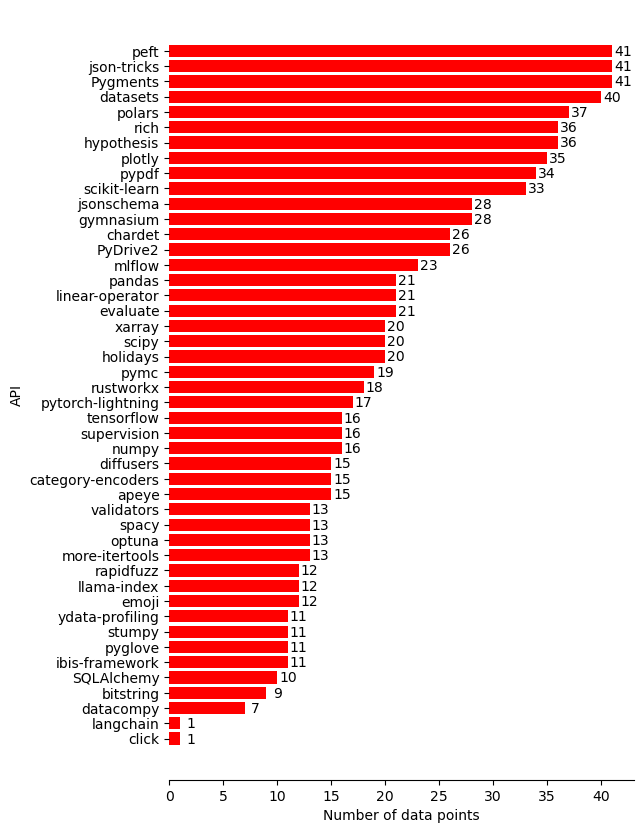 peft 41
json-tricks 41
Pygments 41
datasets 40
polars 37
rich 36
hypothesis 36
plotly 35
pypdf 34
scikit-learn 33
jsonschema 28
gymnasium 28
chardet 26
PyDrive2 26
mlflow 23
pandas 21
linear-operator 21
evaluate 21
xarray 20
scipy 20
holidays 20
pymc 19
rustworkx 18
pytorch-lightning 17
tensorflow 16
supervision 16
numpy 16
diffusers 15
category-encoders 15
apeye 15
validators 13
spacy 13
optuna 13
more-itertools 13
rapidfuzz 12
llama-index 12
emoji 12
ydata-profiling 11
stumpy 11
pyglove 11
ibis-framework 11
SQLAlchemy 10
bitstring 9
datacompy 7
langchain 1
click 1
API
0 5 10 15 20 25 30 35 40
Number of data points